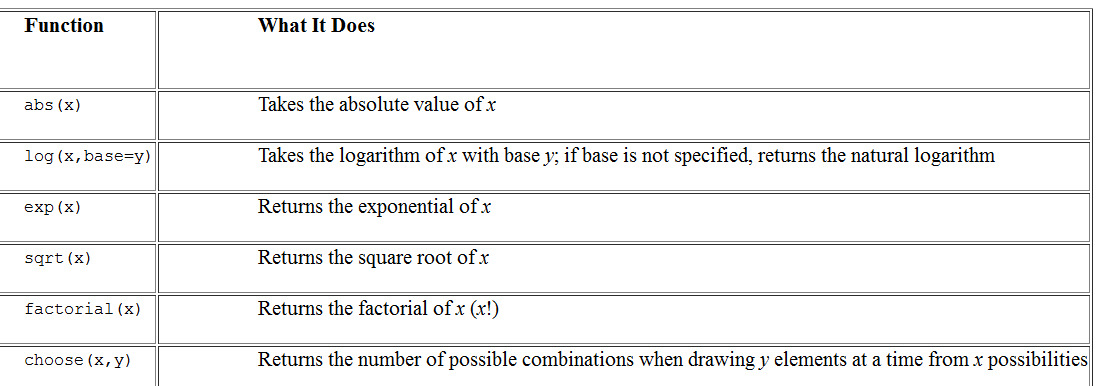 Function What It Does
abs(x) Takes the absolute value of x
log(x,base=y) Takes the logarithm of x with base y; if base is not specified, returns the natural logarithm
exp(x) Returns the exponential of x
sqrt(x) Returns the square root of x
factorial(x) Returns the factorial of x (x!)
choose(x,y) Returns the number of possible combinations when drawing y elements at a time from x possibilities